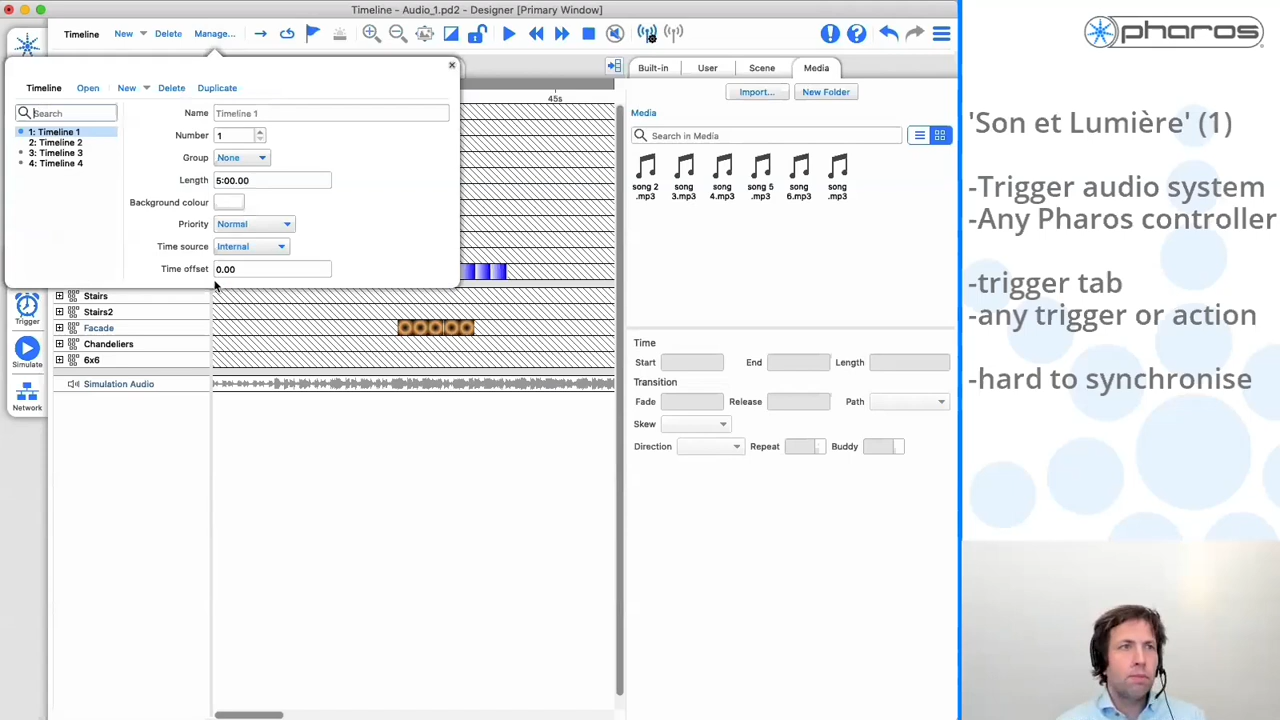 Timeline - Audio_1.pd2 - Designer [Primary Window]
Timeline New Delete Manage...
Timeline Open New Delete Duplicate
Search
1: Timeline 1
2: Timeline 2
3: Timeline 3
4: Timeline 4
Name Timeline 1
Number 1
Group None
Length 5:00.00
Background colour
Priority Normal
Time source Internal
Time offset 0.00
45s
Stairs
Stairs2
Facade
Chandeliers
6x6
Simulation Audio
Trigger
Simulate
Network
Built-in User Scene Media
Import... New Folder
Media
Search in Media
song 2 .mp3
song 3.mp3
song 4.mp3
song 5 .mp3
song 6.mp3
song .mp3
Time
Start End Length
Transition
Fade Release Path
Skew
Direction Repeat Buddy
pharos
'Son et Lumière' (1)
-Trigger audio system
-Any Pharos controller
-trigger tab
-any trigger or action
-hard to synchronise